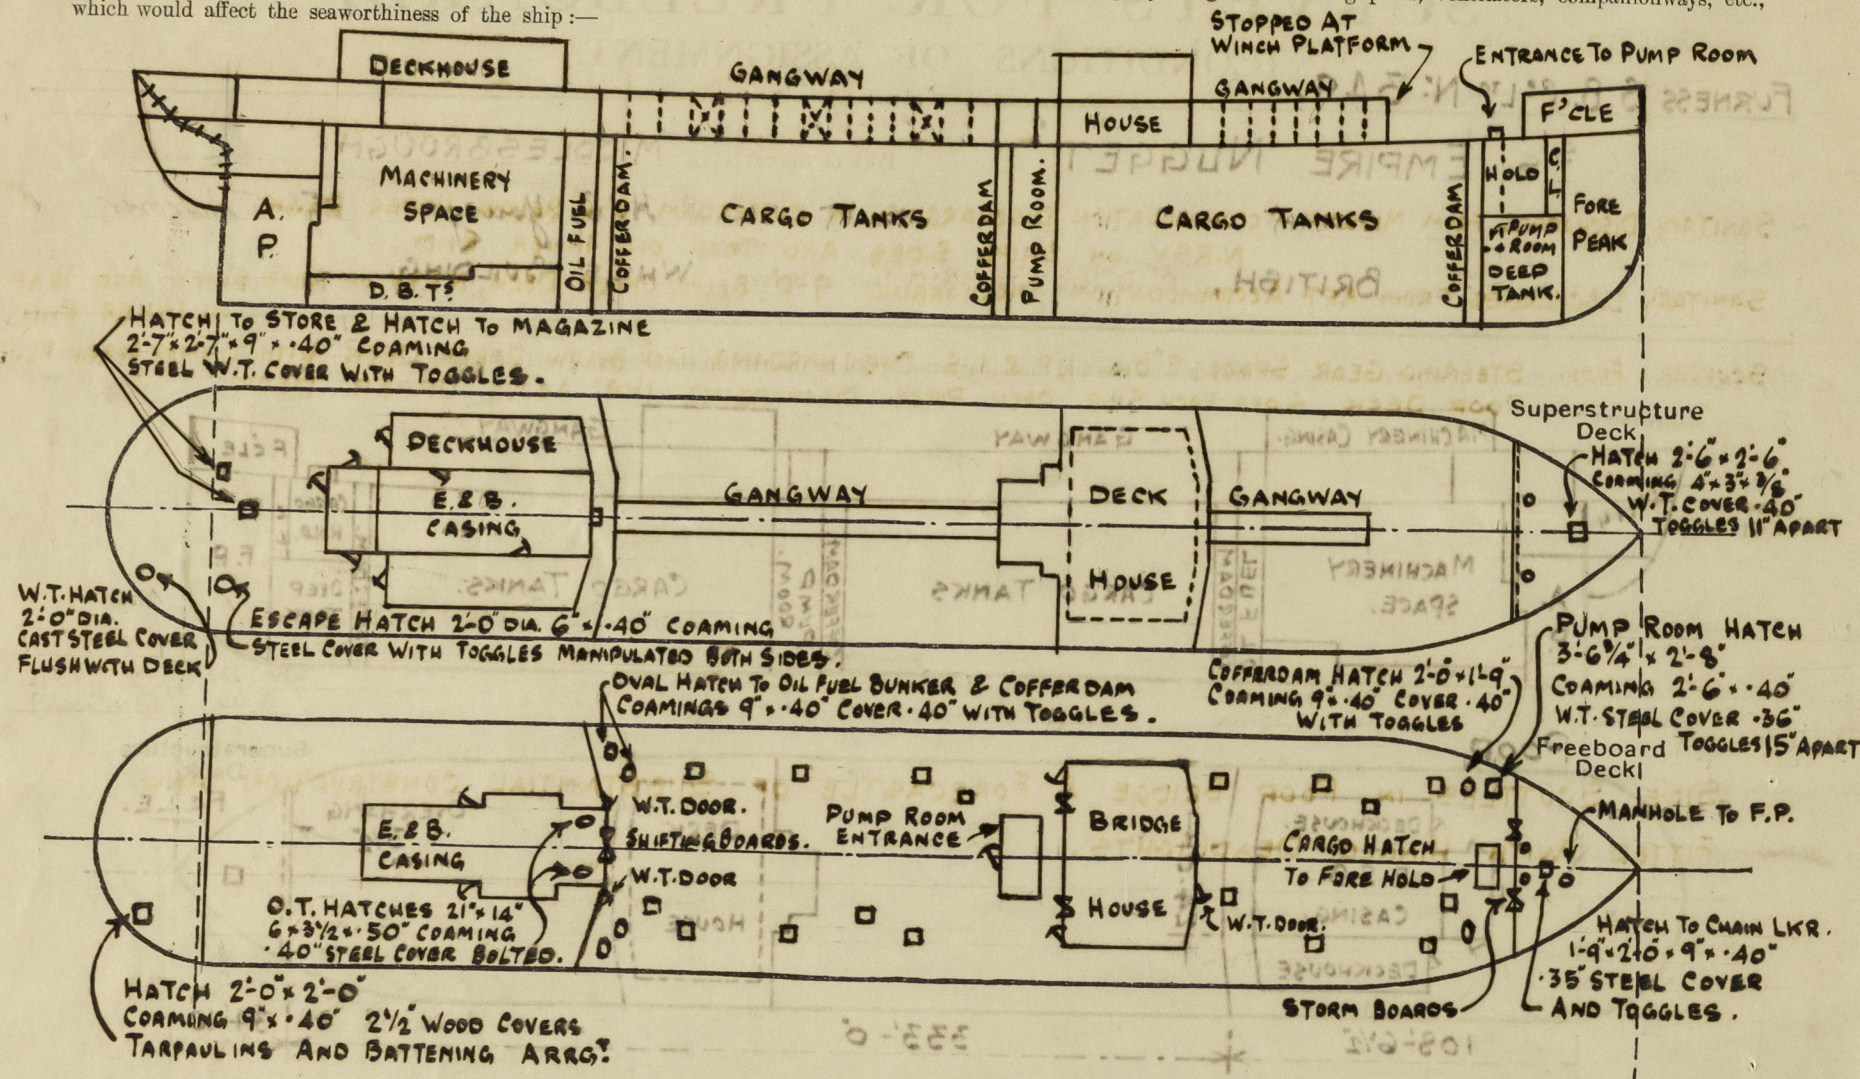 which would affect the seaworthiness of the ship :—
companionways, etc.,
STOPPED AT
WINCH PLATFORM
ENTRANCE TO PUMP ROOM
DECKHOUSE
GANGWAY
GANGWAY
HOUSE
F'CLE
MACHINERY
SPACE
A.
P.
D. B. Tˢ
OIL FUEL
COFFERDAM.
CARGO TANKS
COFFERDAM
PUMP ROOM.
CARGO TANKS
COFFERDAM
HOLD
C.
L.
PUMP
ROOM
DEEP
TANK.
FORE
PEAK
HATCH TO STORE & HATCH TO MAGAZINE
2'-7"× 2'-7"× 9" × ·40" COAMING
STEEL W.T. COVER WITH TOGGLES.
Superstructure
Deck
HATCH 2'-6" × 2'-6"
COAMING 4"× 3"× 3/8"
W.T. COVER ·40"
TOGGLES 11" APART
DECKHOUSE
E. & B.
CASING
GANGWAY
DECK
HOUSE
GANGWAY
W.T. HATCH
2'-0" DIA.
CAST STEEL COVER
FLUSH WITH DECK
ESCAPE HATCH 2'-0" DIA. 6" × ·40" COAMING
STEEL COVER WITH TOGGLES MANIPULATED BOTH SIDES.
OVAL HATCH TO OIL FUEL BUNKER & COFFERDAM
COAMINGS 9" × ·40" COVER ·40" WITH TOGGLES.
COFFERDAM HATCH 2'-0" × 1'-9"
COAMING 9" × ·40" COVER ·40"
WITH TOGGLES
PUMP ROOM HATCH
3'-6¾" × 2'-8"
COAMING 2'-6" × ·40"
W.T. STEEL COVER ·36"
TOGGLES 15" APART
Freeboard
Deck
MANHOLE TO F.P.
E. & B.
CASING
W.T. DOOR.
SHIFTING BOARDS.
W.T. DOOR
PUMP ROOM
ENTRANCE
BRIDGE
HOUSE
CARGO HATCH
TO FORE HOLD
W.T. DOOR.
O.T. HATCHES 21" × 14"
6 × 3½ × ·50" COAMING
·40" STEEL COVER BOLTED.
HATCH TO CHAIN LKR.
1'-9" × 2'-0" × 9" × ·40"
·35" STEEL COVER
AND TOGGLES.
STORM BOARDS
HATCH 2'-0" × 2'-0"
COAMING 9" × ·40" 2½" WOOD COVERS
TARPAULINS AND BATTENING ARRGᵀ.